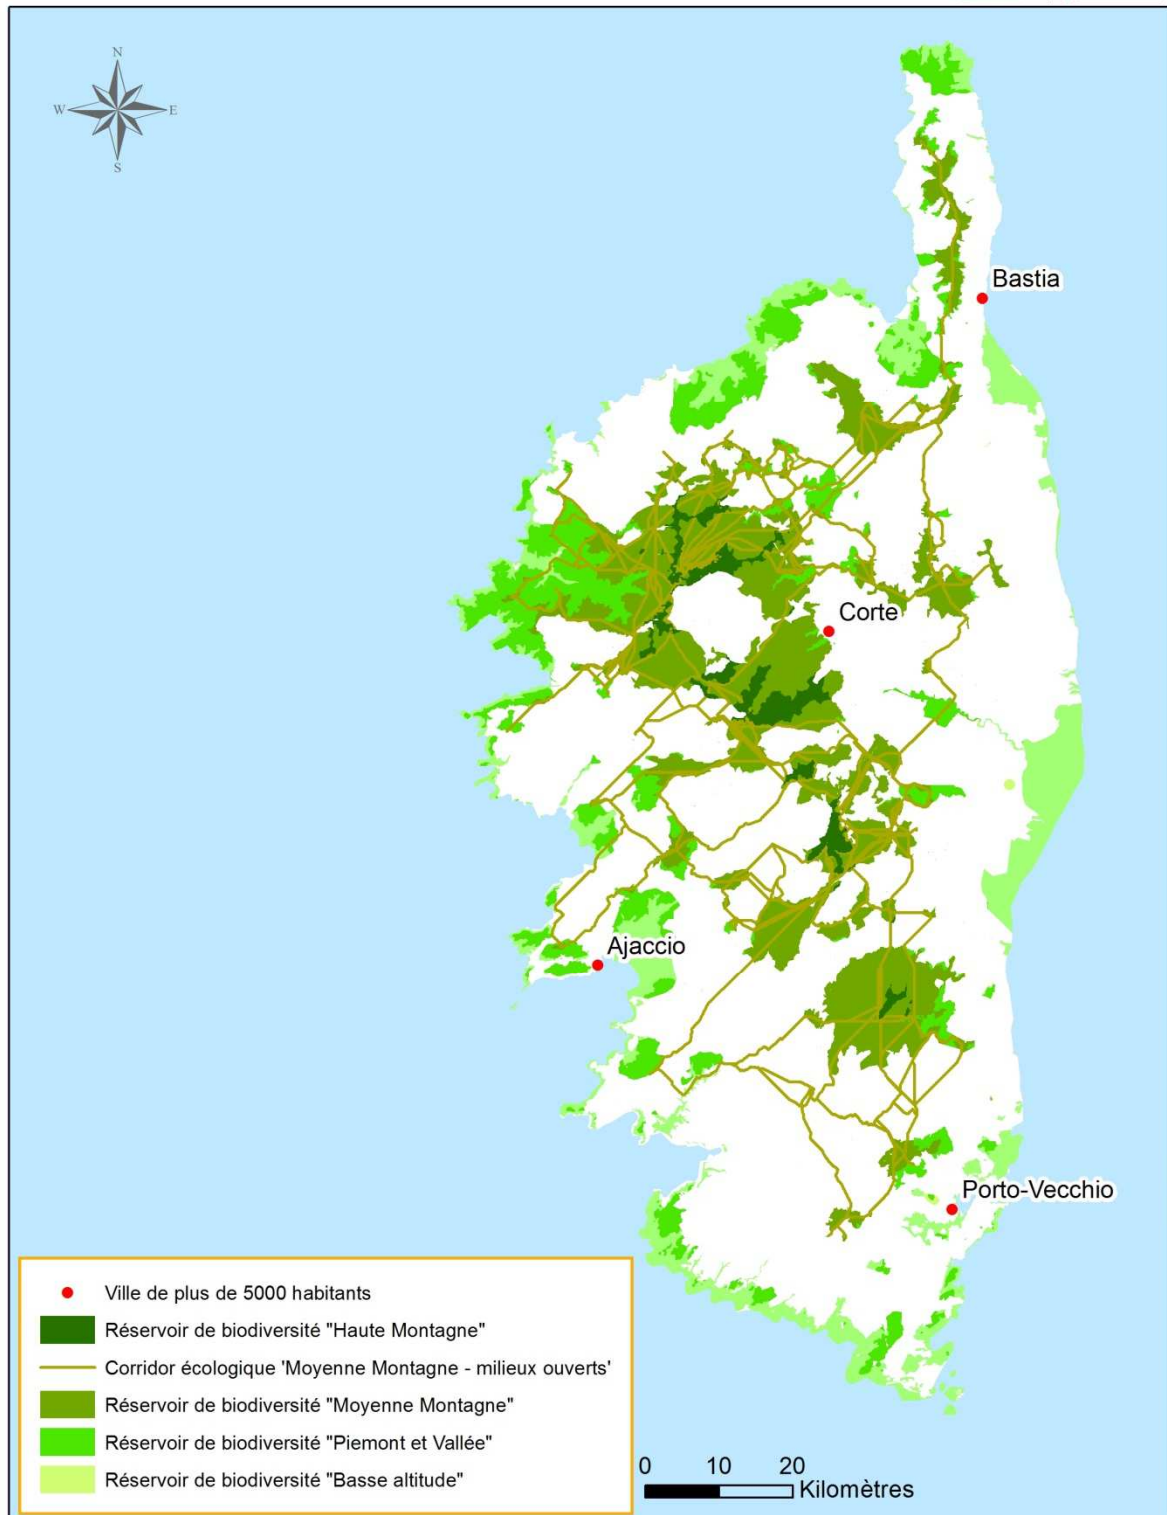 N
W E
S
Bastia
Corte
Ajaccio
Porto-Vecchio
Ville de plus de 5000 habitants
Réservoir de biodiversité "Haute Montagne"
Corridor écologique 'Moyenne Montagne - milieux ouverts'
Réservoir de biodiversité "Moyenne Montagne"
Réservoir de biodiversité "Piemont et Vallée"
Réservoir de biodiversité "Basse altitude"
0 10 20
Kilomètres